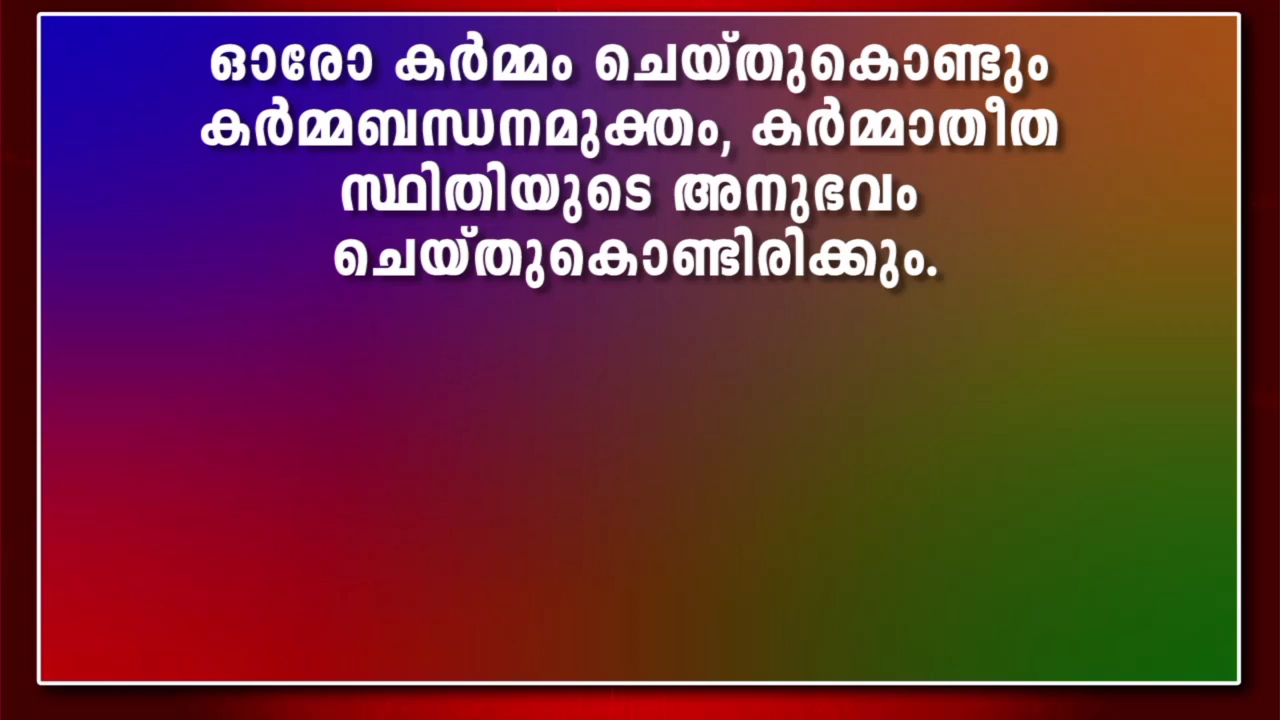 ഓരോ കർമ്മം ചെയ്തുകൊണ്ടും
കർമ്മബന്ധനമുക്തം, കർമ്മാതീത
സ്ഥിതിയുടെ അനുഭവം
ചെയ്തുകൊണ്ടിരിക്കും.